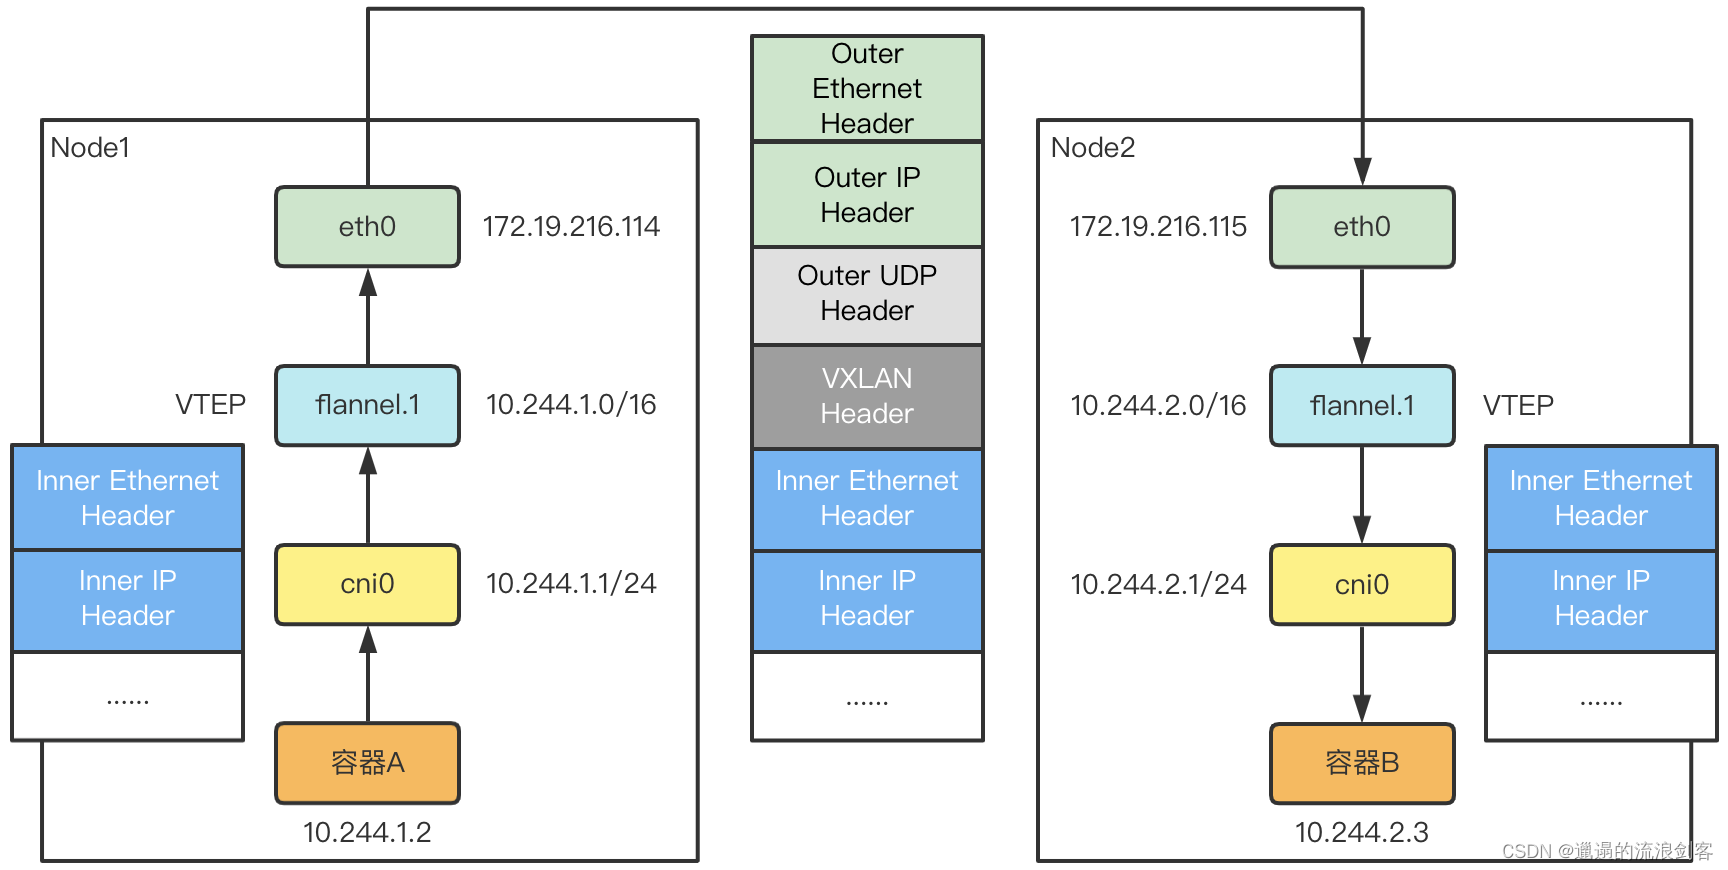 Node1
eth0
172.19.216.114
VTEP
flannel.1
10.244.1.0/16
Inner Ethernet
Header
Inner IP
Header
......
cni0
10.244.1.1/24
容器A
10.244.1.2
Outer
Ethernet
Header
Outer IP
Header
Outer UDP
Header
VXLAN
Header
Inner Ethernet
Header
Inner IP
Header
......
Node2
172.19.216.115
eth0
10.244.2.0/16
flannel.1
VTEP
10.244.2.1/24
cni0
Inner Ethernet
Header
Inner IP
Header
......
容器B
10.244.2.3
CSDN @邋遢的流浪剑客